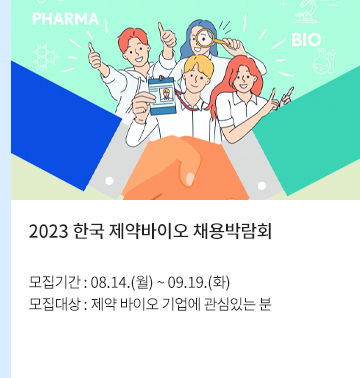 PHARMA
BIO
2023 한국 제약바이오 채용박람회
모집기간 : 08.14.(월) ~ 09.19.(화)
모집대상 : 제약 바이오 기업에 관심있는 분